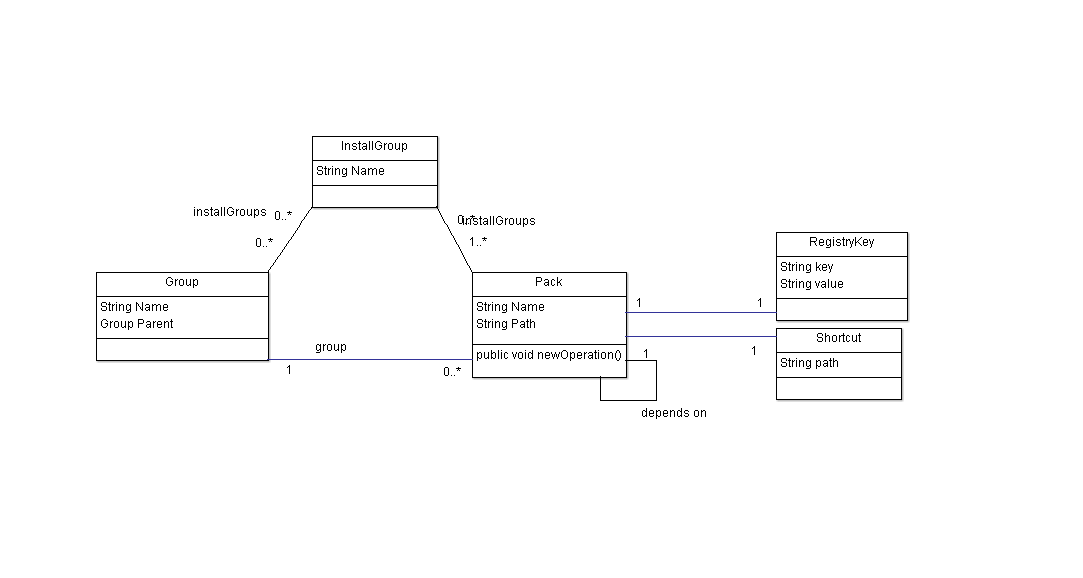 InstallGroup
String Name
installGroups
0..*
0..*
installGroups
0..*
1..*
RegistryKey
String key
String value
Group
String Name
Group Parent
Pack
String Name
String Path
public void newOperation()
1
1
Shortcut
String path
group
1
0..*
1
1
depends on